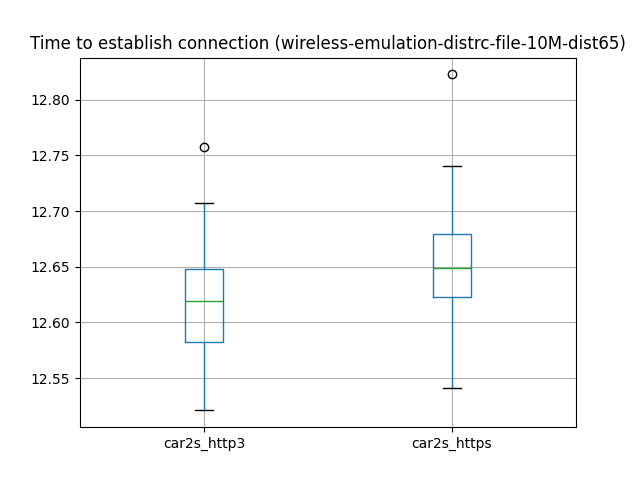 Time to establish connection (wireless-emulation-distrc-file-10M-dist65)
12.80
12.75
12.70
12.65
12.60
12.55
car2s_http3
car2s_https